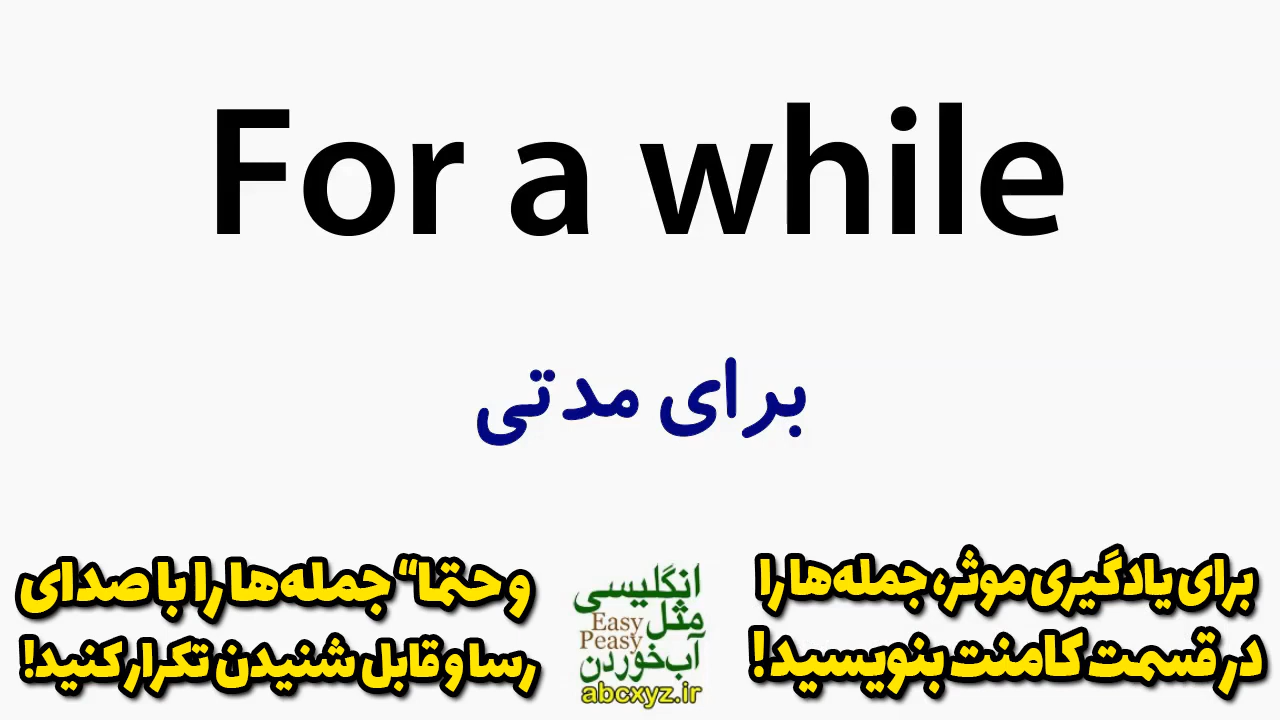 For a while
برای مدتی
برای یادگیری موثر، جمله‌ها را
در قسمت کامنت بنویسید!
و حتما“ جمله‌ها را با صدای
رسا و قابل شنیدن تکرار کنید!
انگلیسی
مثل
Easy
Peasy
آب خوردن
abcxyz.ir